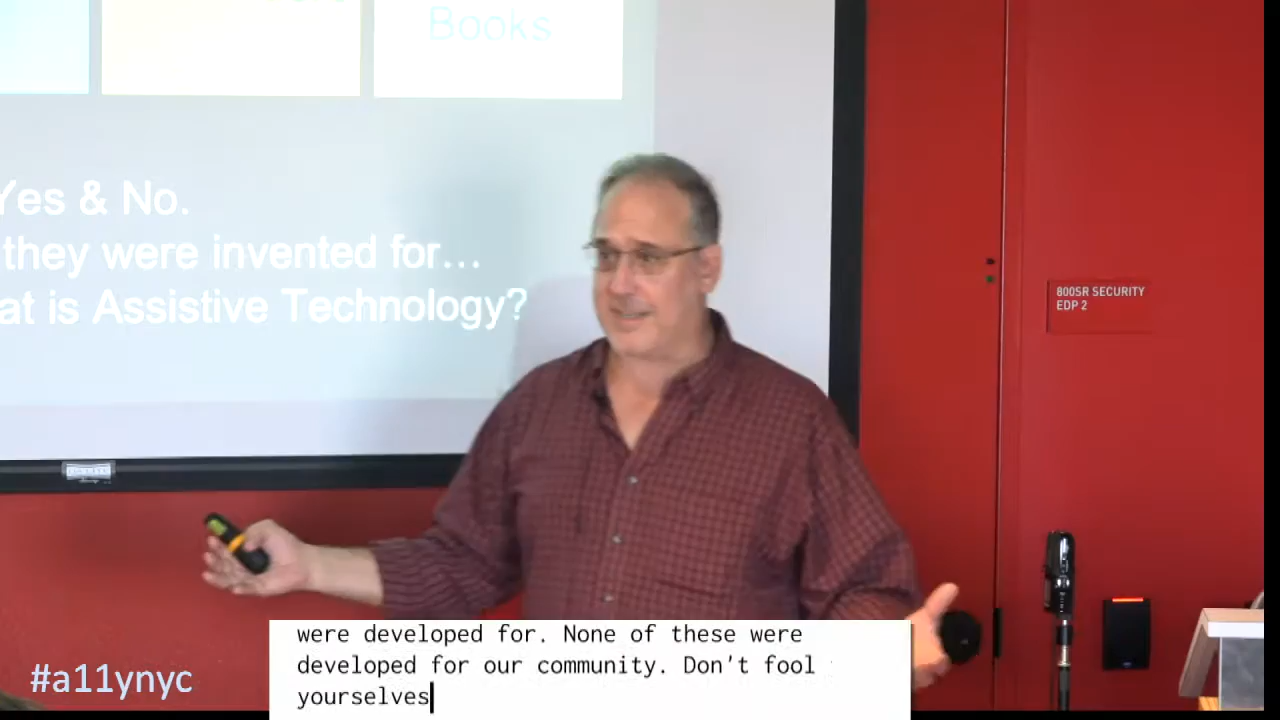 Books
Yes & No.
they were invented for...
at is Assistive Technology?
800SR SECURITY
EDP 2
were developed for. None of these were
developed for our community. Don't fool
yourselves
#a11ynyc